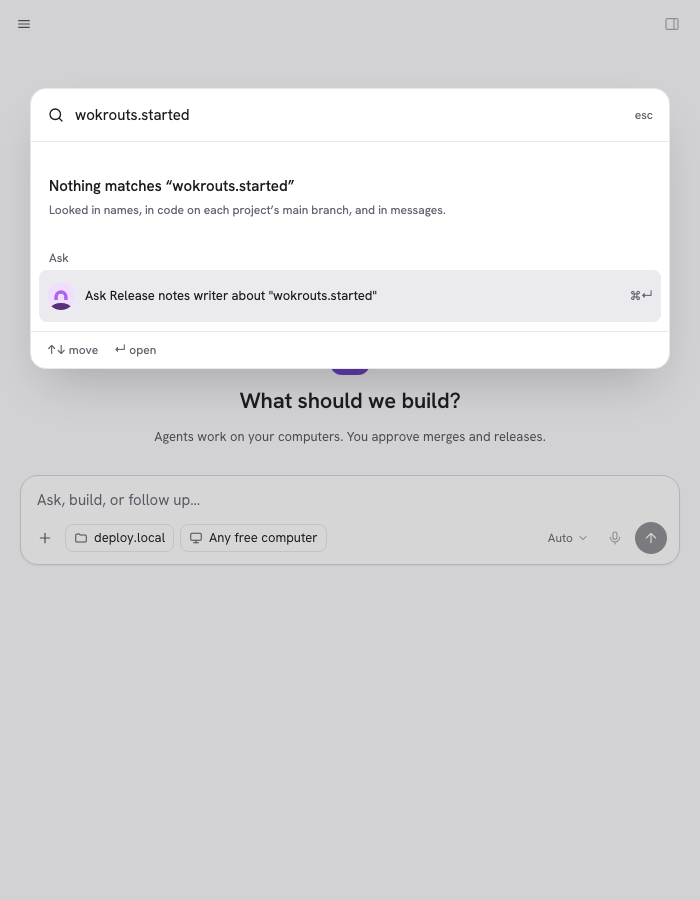 wokrouts.started
esc
Nothing matches “wokrouts.started”
Looked in names, in code on each project’s main branch, and in messages.
Ask
Ask Release notes writer about "wokrouts.started" ⌘↵
↑↓ move ↵ open
What should we build?
Agents work on your computers. You approve merges and releases.
Ask, build, or follow up…
deploy.local Any free computer Auto